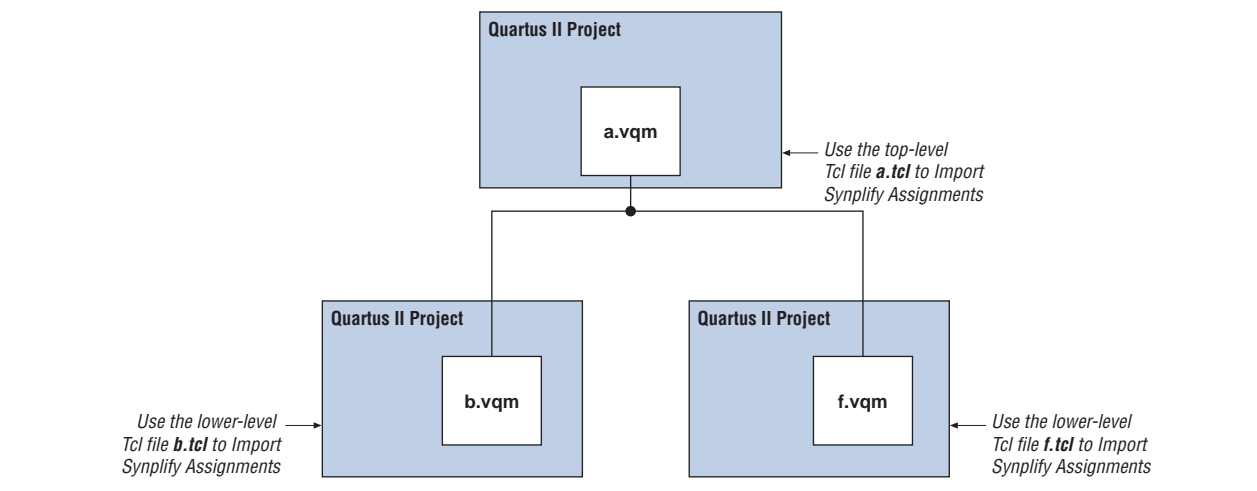 Quartus II Project
a.vqm
Use the top-level
Tcl file a.tcl to Import
Synplify Assignments
Quartus II Project
b.vqm
Use the lower-level
Tcl file b.tcl to Import
Synplify Assignments
Quartus II Project
f.vqm
Use the lower-level
Tcl file f.tcl to Import
Synplify Assignments